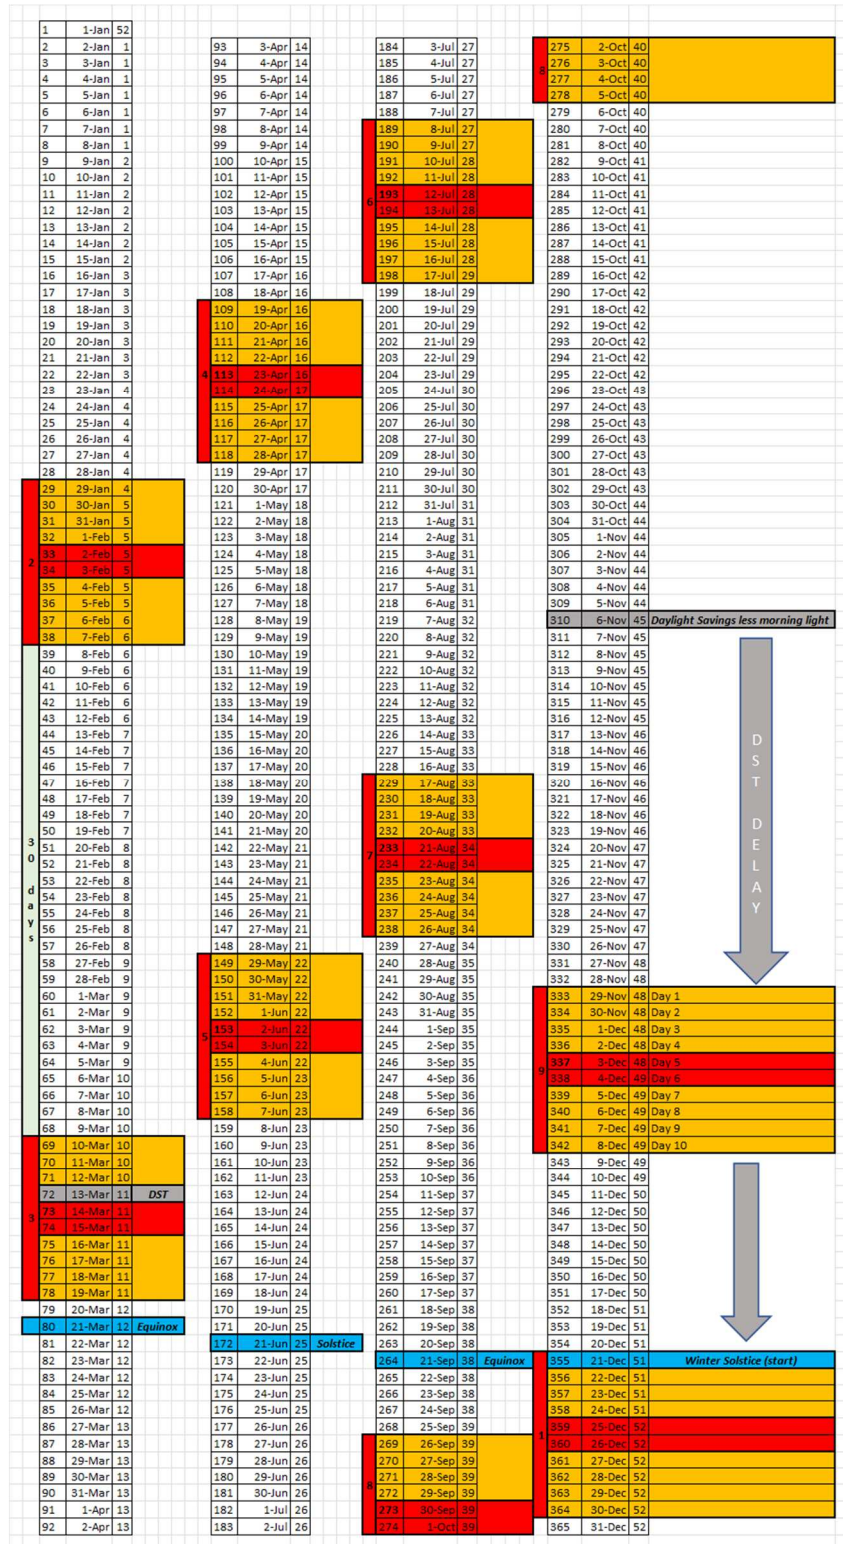 1 1-Jan 52
2 2-Jan 1
3 3-Jan 1
4 4-Jan 1
5 5-Jan 1
6 6-Jan 1
7 7-Jan 1
8 8-Jan 1
9 9-Jan 2
10 10-Jan 2
11 11-Jan 2
12 12-Jan 2
13 13-Jan 2
14 14-Jan 2
15 15-Jan 2
16 16-Jan 3
17 17-Jan 3
18 18-Jan 3
19 19-Jan 3
20 20-Jan 3
21 21-Jan 3
22 22-Jan 3
23 23-Jan 4
24 24-Jan 4
25 25-Jan 4
26 26-Jan 4
27 27-Jan 4
28 28-Jan 4
2
29 29-Jan 4
30 30-Jan 5
31 31-Jan 5
32 1-Feb 5
33 2-Feb 5
34 3-Feb 5
35 4-Feb 5
36 5-Feb 5
37 6-Feb 6
38 7-Feb 6
30 days
39 8-Feb 6
40 9-Feb 6
41 10-Feb 6
42 11-Feb 6
43 12-Feb 6
44 13-Feb 7
45 14-Feb 7
46 15-Feb 7
47 16-Feb 7
48 17-Feb 7
49 18-Feb 7
50 19-Feb 7
51 20-Feb 8
52 21-Feb 8
53 22-Feb 8
54 23-Feb 8
55 24-Feb 8
56 25-Feb 8
57 26-Feb 8
58 27-Feb 9
59 28-Feb 9
60 1-Mar 9
61 2-Mar 9
62 3-Mar 9
63 4-Mar 9
64 5-Mar 9
65 6-Mar 10
66 7-Mar 10
67 8-Mar 10
68 9-Mar 10
3
69 10-Mar 10
70 11-Mar 10
71 12-Mar 10
72 13-Mar 11 DST
73 14-Mar 11
74 15-Mar 11
75 16-Mar 11
76 17-Mar 11
77 18-Mar 11
78 19-Mar 11
79 20-Mar 12
80 21-Mar 12 Equinox
81 22-Mar 12
82 23-Mar 12
83 24-Mar 12
84 25-Mar 12
85 26-Mar 12
86 27-Mar 13
87 28-Mar 13
88 29-Mar 13
89 30-Mar 13
90 31-Mar 13
91 1-Apr 13
92 2-Apr 13
93 3-Apr 14
94 4-Apr 14
95 5-Apr 14
96 6-Apr 14
97 7-Apr 14
98 8-Apr 14
99 9-Apr 14
100 10-Apr 15
101 11-Apr 15
102 12-Apr 15
103 13-Apr 15
104 14-Apr 15
105 15-Apr 15
106 16-Apr 15
107 17-Apr 16
108 18-Apr 16
4
109 19-Apr 16
110 20-Apr 16
111 21-Apr 16
112 22-Apr 16
113 23-Apr 16
114 24-Apr 17
115 25-Apr 17
116 26-Apr 17
117 27-Apr 17
118 28-Apr 17
119 29-Apr 17
120 30-Apr 17
121 1-May 18
122 2-May 18
123 3-May 18
124 4-May 18
125 5-May 18
126 6-May 18
127 7-May 18
128 8-May 19
129 9-May 19
130 10-May 19
131 11-May 19
132 12-May 19
133 13-May 19
134 14-May 19
135 15-May 20
136 16-May 20
137 17-May 20
138 18-May 20
139 19-May 20
140 20-May 20
141 21-May 20
142 22-May 21
143 23-May 21
144 24-May 21
145 25-May 21
146 26-May 21
147 27-May 21
148 28-May 21
5
149 29-May 22
150 30-May 22
151 31-May 22
152 1-Jun 22
153 2-Jun 22
154 3-Jun 22
155 4-Jun 22
156 5-Jun 23
157 6-Jun 23
158 7-Jun 23
159 8-Jun 23
160 9-Jun 23
161 10-Jun 23
162 11-Jun 23
163 12-Jun 24
164 13-Jun 24
165 14-Jun 24
166 15-Jun 24
167 16-Jun 24
168 17-Jun 24
169 18-Jun 24
170 19-Jun 25
171 20-Jun 25
172 21-Jun 25 Solstice
173 22-Jun 25
174 23-Jun 25
175 24-Jun 25
176 25-Jun 25
177 26-Jun 26
178 27-Jun 26
179 28-Jun 26
180 29-Jun 26
181 30-Jun 26
182 1-Jul 26
183 2-Jul 26
184 3-Jul 27
185 4-Jul 27
186 5-Jul 27
187 6-Jul 27
188 7-Jul 27
6
189 8-Jul 27
190 9-Jul 27
191 10-Jul 28
192 11-Jul 28
193 12-Jul 28
194 13-Jul 28
195 14-Jul 28
196 15-Jul 28
197 16-Jul 28
198 17-Jul 29
199 18-Jul 29
200 19-Jul 29
201 20-Jul 29
202 21-Jul 29
203 22-Jul 29
204 23-Jul 29
205 24-Jul 30
206 25-Jul 30
207 26-Jul 30
208 27-Jul 30
209 28-Jul 30
210 29-Jul 30
211 30-Jul 30
212 31-Jul 31
213 1-Aug 31
214 2-Aug 31
215 3-Aug 31
216 4-Aug 31
217 5-Aug 31
218 6-Aug 31
219 7-Aug 32
220 8-Aug 32
221 9-Aug 32
222 10-Aug 32
223 11-Aug 32
224 12-Aug 32
225 13-Aug 32
226 14-Aug 33
227 15-Aug 33
228 16-Aug 33
7
229 17-Aug 33
230 18-Aug 33
231 19-Aug 33
232 20-Aug 33
233 21-Aug 34
234 22-Aug 34
235 23-Aug 34
236 24-Aug 34
237 25-Aug 34
238 26-Aug 34
239 27-Aug 34
240 28-Aug 35
241 29-Aug 35
242 30-Aug 35
243 31-Aug 35
244 1-Sep 35
245 2-Sep 35
246 3-Sep 35
247 4-Sep 36
248 5-Sep 36
249 6-Sep 36
250 7-Sep 36
251 8-Sep 36
252 9-Sep 36
253 10-Sep 36
254 11-Sep 37
255 12-Sep 37
256 13-Sep 37
257 14-Sep 37
258 15-Sep 37
259 16-Sep 37
260 17-Sep 37
261 18-Sep 38
262 19-Sep 38
263 20-Sep 38
264 21-Sep 38 Equinox
265 22-Sep 38
266 23-Sep 38
267 24-Sep 38
268 25-Sep 39
8
269 26-Sep 39
270 27-Sep 39
271 28-Sep 39
272 29-Sep 39
273 30-Sep 39
274 1-Oct 39
8
275 2-Oct 40
276 3-Oct 40
277 4-Oct 40
278 5-Oct 40
279 6-Oct 40
280 7-Oct 40
281 8-Oct 40
282 9-Oct 41
283 10-Oct 41
284 11-Oct 41
285 12-Oct 41
286 13-Oct 41
287 14-Oct 41
288 15-Oct 41
289 16-Oct 42
290 17-Oct 42
291 18-Oct 42
292 19-Oct 42
293 20-Oct 42
294 21-Oct 42
295 22-Oct 42
296 23-Oct 43
297 24-Oct 43
298 25-Oct 43
299 26-Oct 43
300 27-Oct 43
301 28-Oct 43
302 29-Oct 43
303 30-Oct 44
304 31-Oct 44
305 1-Nov 44
306 2-Nov 44
307 3-Nov 44
308 4-Nov 44
309 5-Nov 44
310 6-Nov 45 Daylight Savings less morning light
311 7-Nov 45
312 8-Nov 45
313 9-Nov 45
314 10-Nov 45
315 11-Nov 45
316 12-Nov 45
317 13-Nov 46
318 14-Nov 46
319 15-Nov 46
320 16-Nov 46
321 17-Nov 46
322 18-Nov 46
323 19-Nov 46
324 20-Nov 47
325 21-Nov 47
326 22-Nov 47
327 23-Nov 47
328 24-Nov 47
329 25-Nov 47
330 26-Nov 47
331 27-Nov 48
332 28-Nov 48
DST DELAY
9
333 29-Nov 48 Day 1
334 30-Nov 48 Day 2
335 1-Dec 48 Day 3
336 2-Dec 48 Day 4
337 3-Dec 48 Day 5
338 4-Dec 49 Day 6
339 5-Dec 49 Day 7
340 6-Dec 49 Day 8
341 7-Dec 49 Day 9
342 8-Dec 49 Day 10
343 9-Dec 49
344 10-Dec 49
345 11-Dec 50
346 12-Dec 50
347 13-Dec 50
348 14-Dec 50
349 15-Dec 50
350 16-Dec 50
351 17-Dec 50
352 18-Dec 51
353 19-Dec 51
354 20-Dec 51
1
355 21-Dec 51 Winter Solstice (start)
356 22-Dec 51
357 23-Dec 51
358 24-Dec 51
359 25-Dec 52
360 26-Dec 52
361 27-Dec 52
362 28-Dec 52
363 29-Dec 52
364 30-Dec 52
365 31-Dec 52